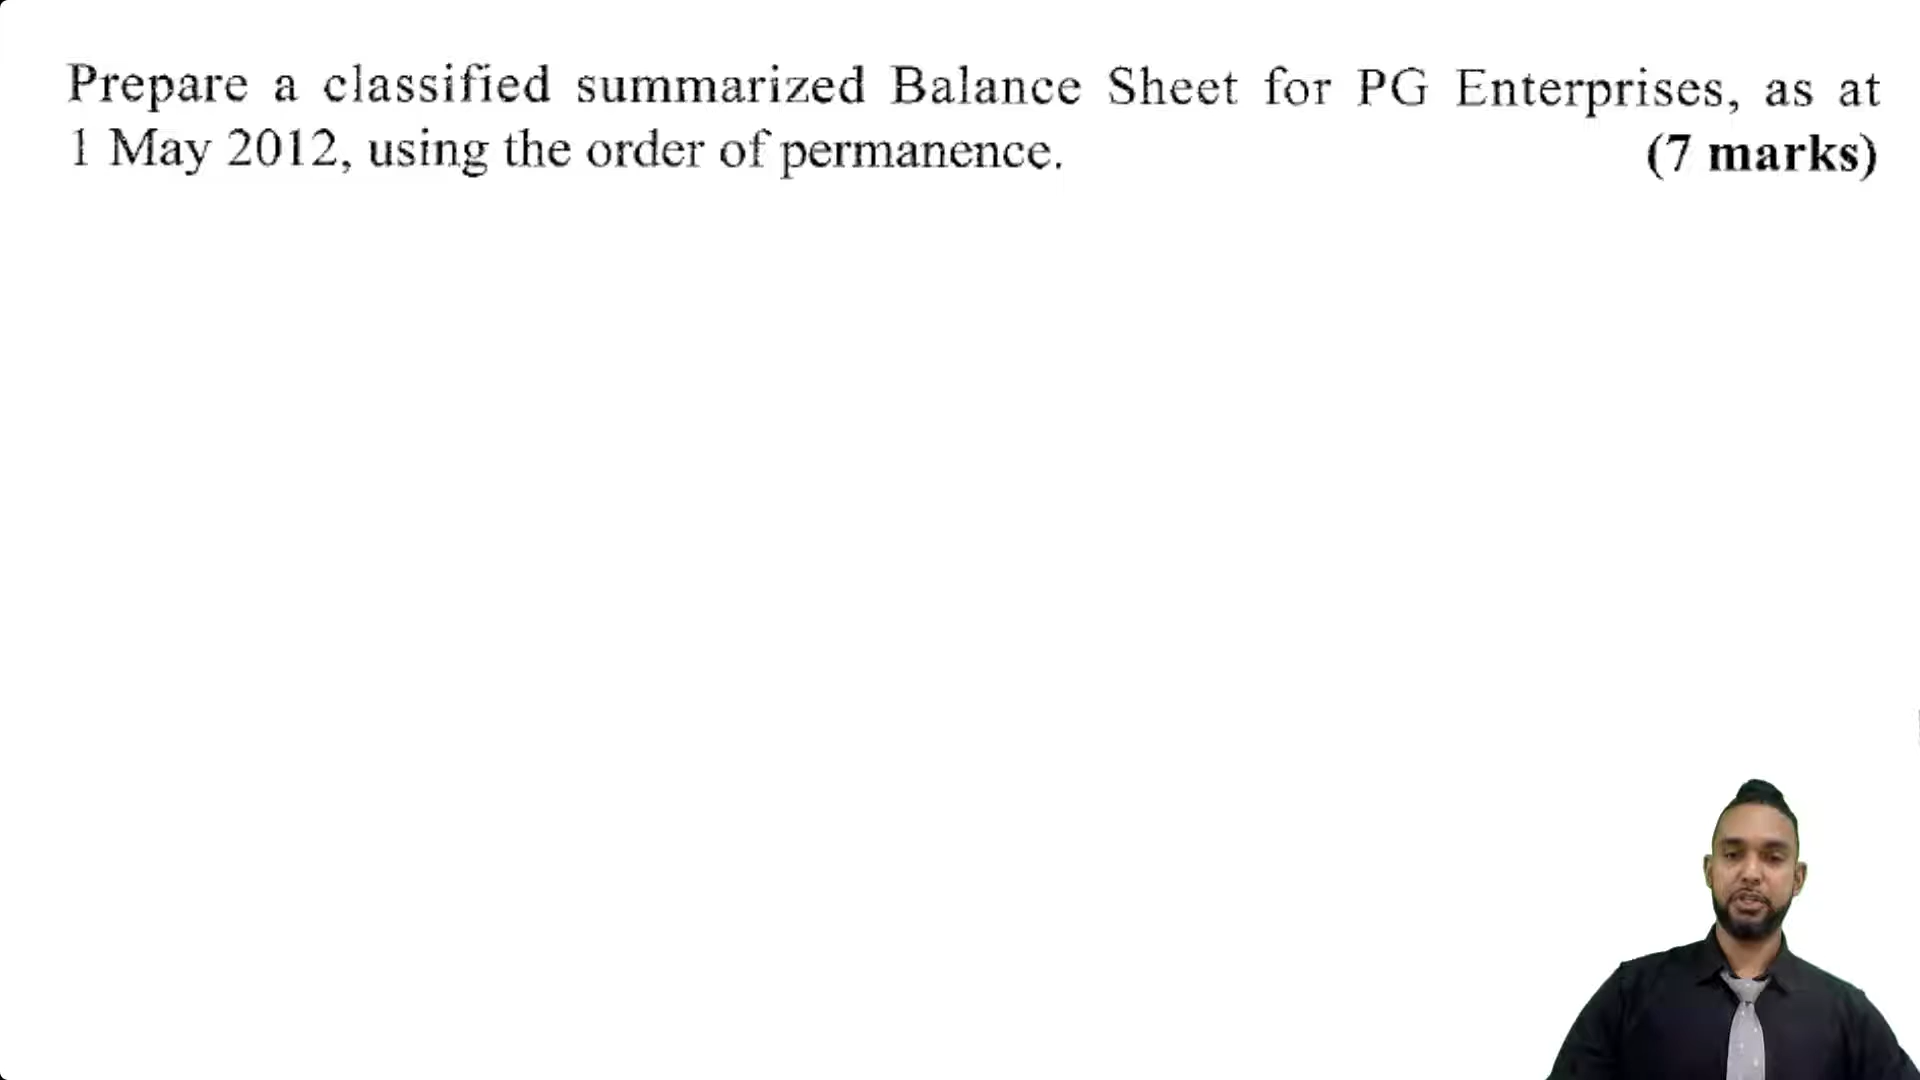 Prepare a classified summarized Balance Sheet for PG Enterprises, as at
1 May 2012, using the order of permanence. (7 marks)